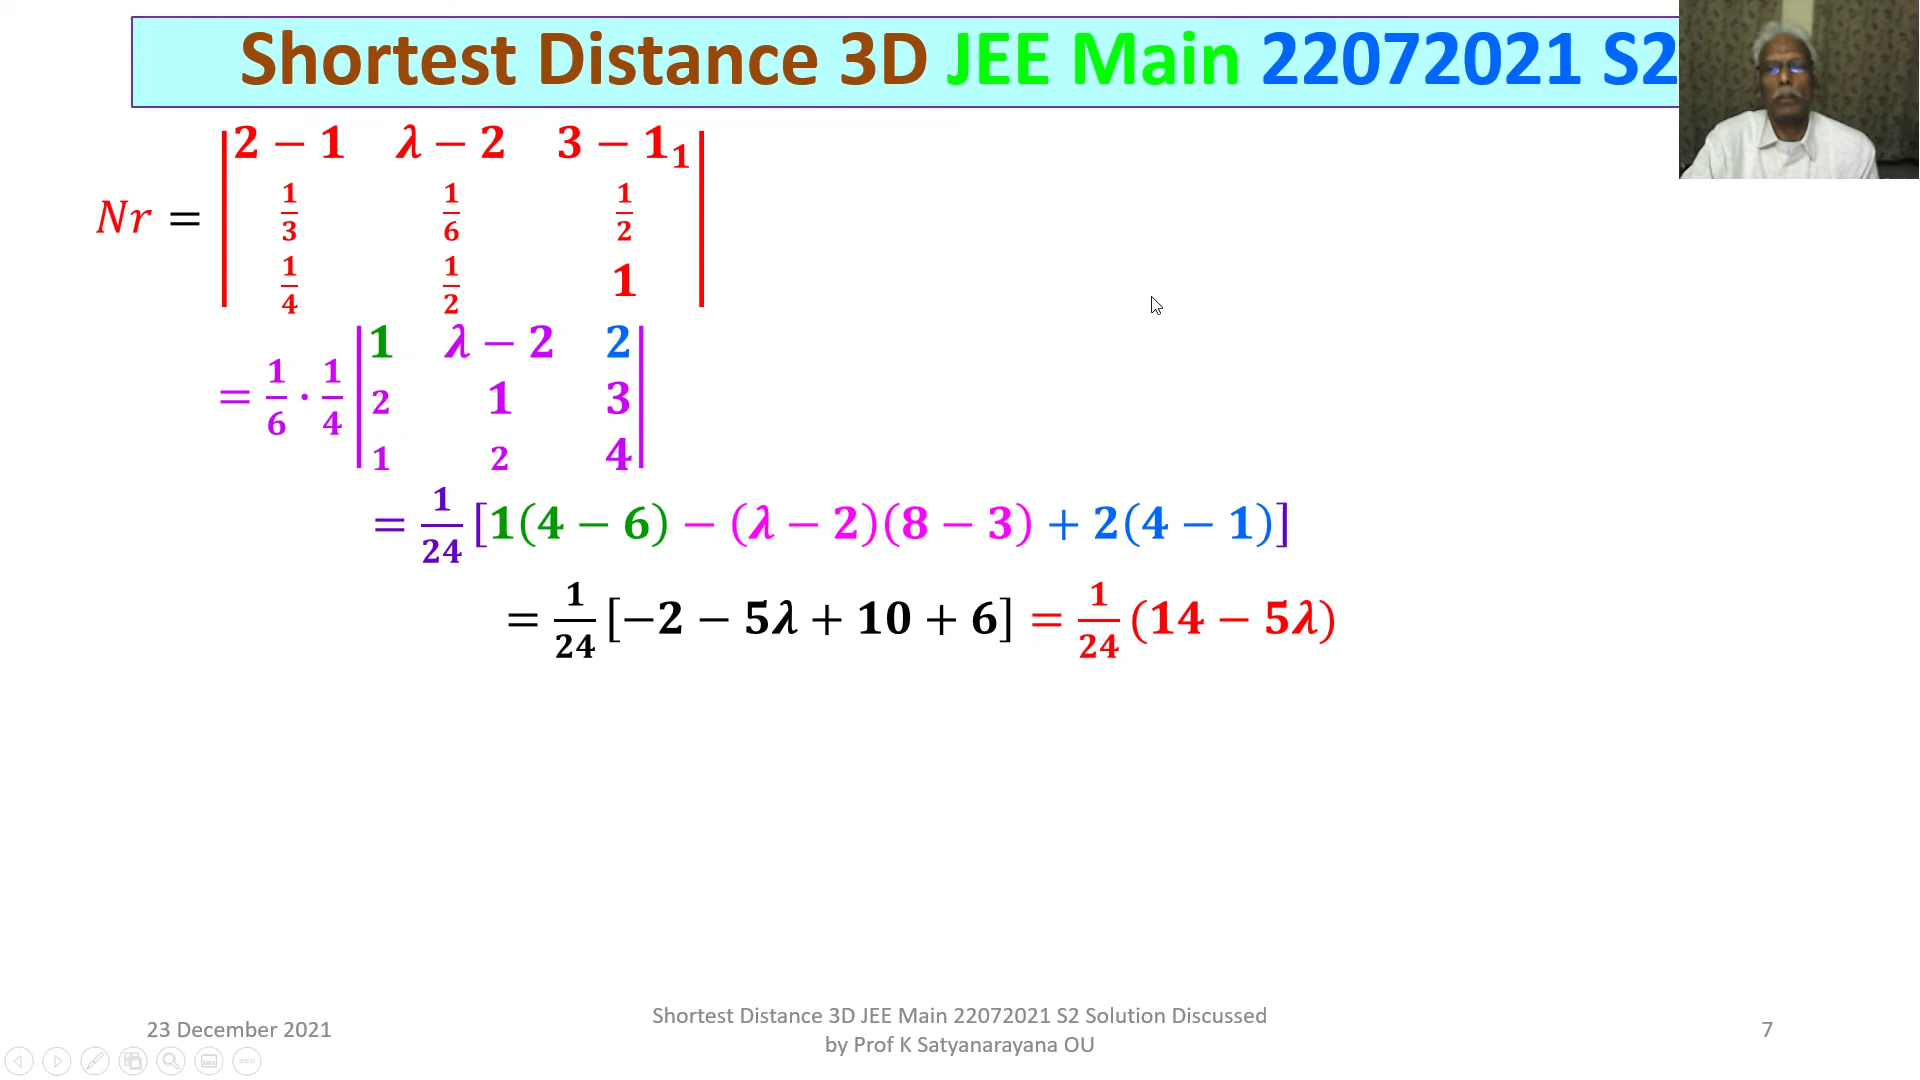 Shortest Distance 3D JEE Main 22072021 S2
Nr = | 2 − 1 λ − 2 3 − 1₁ |
| 1/3 1/6 1/2 |
| 1/4 1/2 1 |
= 1/6 · 1/4 | 1 λ − 2 2 |
| 2 1 3 |
| 1 2 4 |
= 1/24 [1(4 − 6) − (λ − 2)(8 − 3) + 2(4 − 1)]
= 1/24 [−2 − 5λ + 10 + 6] = 1/24 (14 − 5λ)
23 December 2021
Shortest Distance 3D JEE Main 22072021 S2 Solution Discussed
by Prof K Satyanarayana OU
7